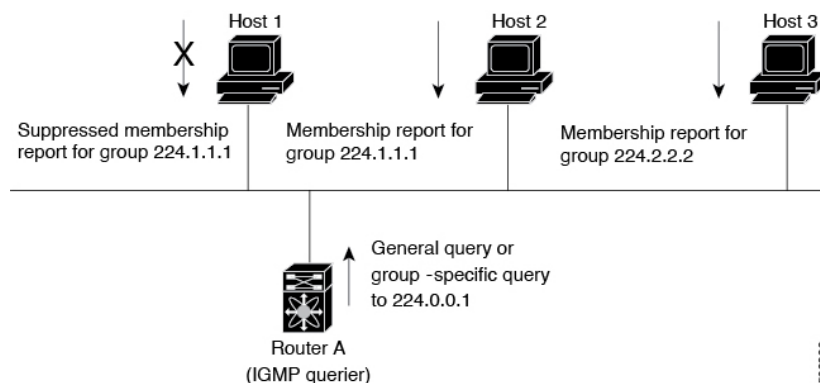 Host 1
Host 2
Host 3
X
Suppressed membership
report for group 224.1.1.1
Membership report for
group 224.1.1.1
Membership report for
group 224.2.2.2
General query or
group -specific query
to 224.0.0.1
Router A
(IGMP querier)